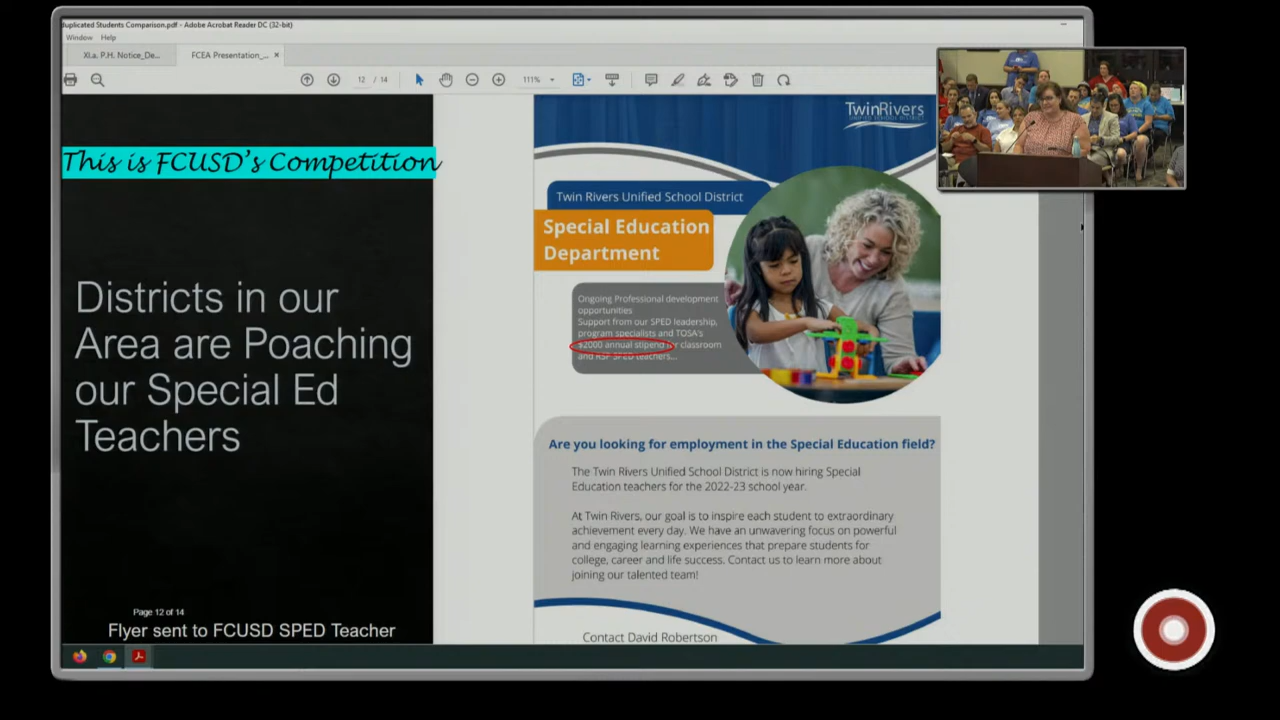 duplicated Students Comparison.pdf - Adobe Acrobat Reader DC (32-bit)
Window Help
XI.a. P.H. Notice_De...
FCEA Presentation_... ×
12 / 14
111%
This is FCUSD's Competition
Districts in our
Area are Poaching
our Special Ed
Teachers
Page 12 of 14
Flyer sent to FCUSD SPED Teacher
TwinRivers
UNIFIED SCHOOL DISTRICT
Twin Rivers Unified School District
Special Education
Department
Ongoing Professional development
opportunities
Support from our SPED leadership,
program specialists and TOSA's
$2000 annual stipend for classroom
and RSP SPED teachers...
Are you looking for employment in the Special Education field?
The Twin Rivers Unified School District is now hiring Special
Education teachers for the 2022-23 school year.
At Twin Rivers, our goal is to inspire each student to extraordinary
achievement every day. We have an unwavering focus on powerful
and engaging learning experiences that prepare students for
college, career and life success. Contact us to learn more about
joining our talented team!
Contact David Robertson